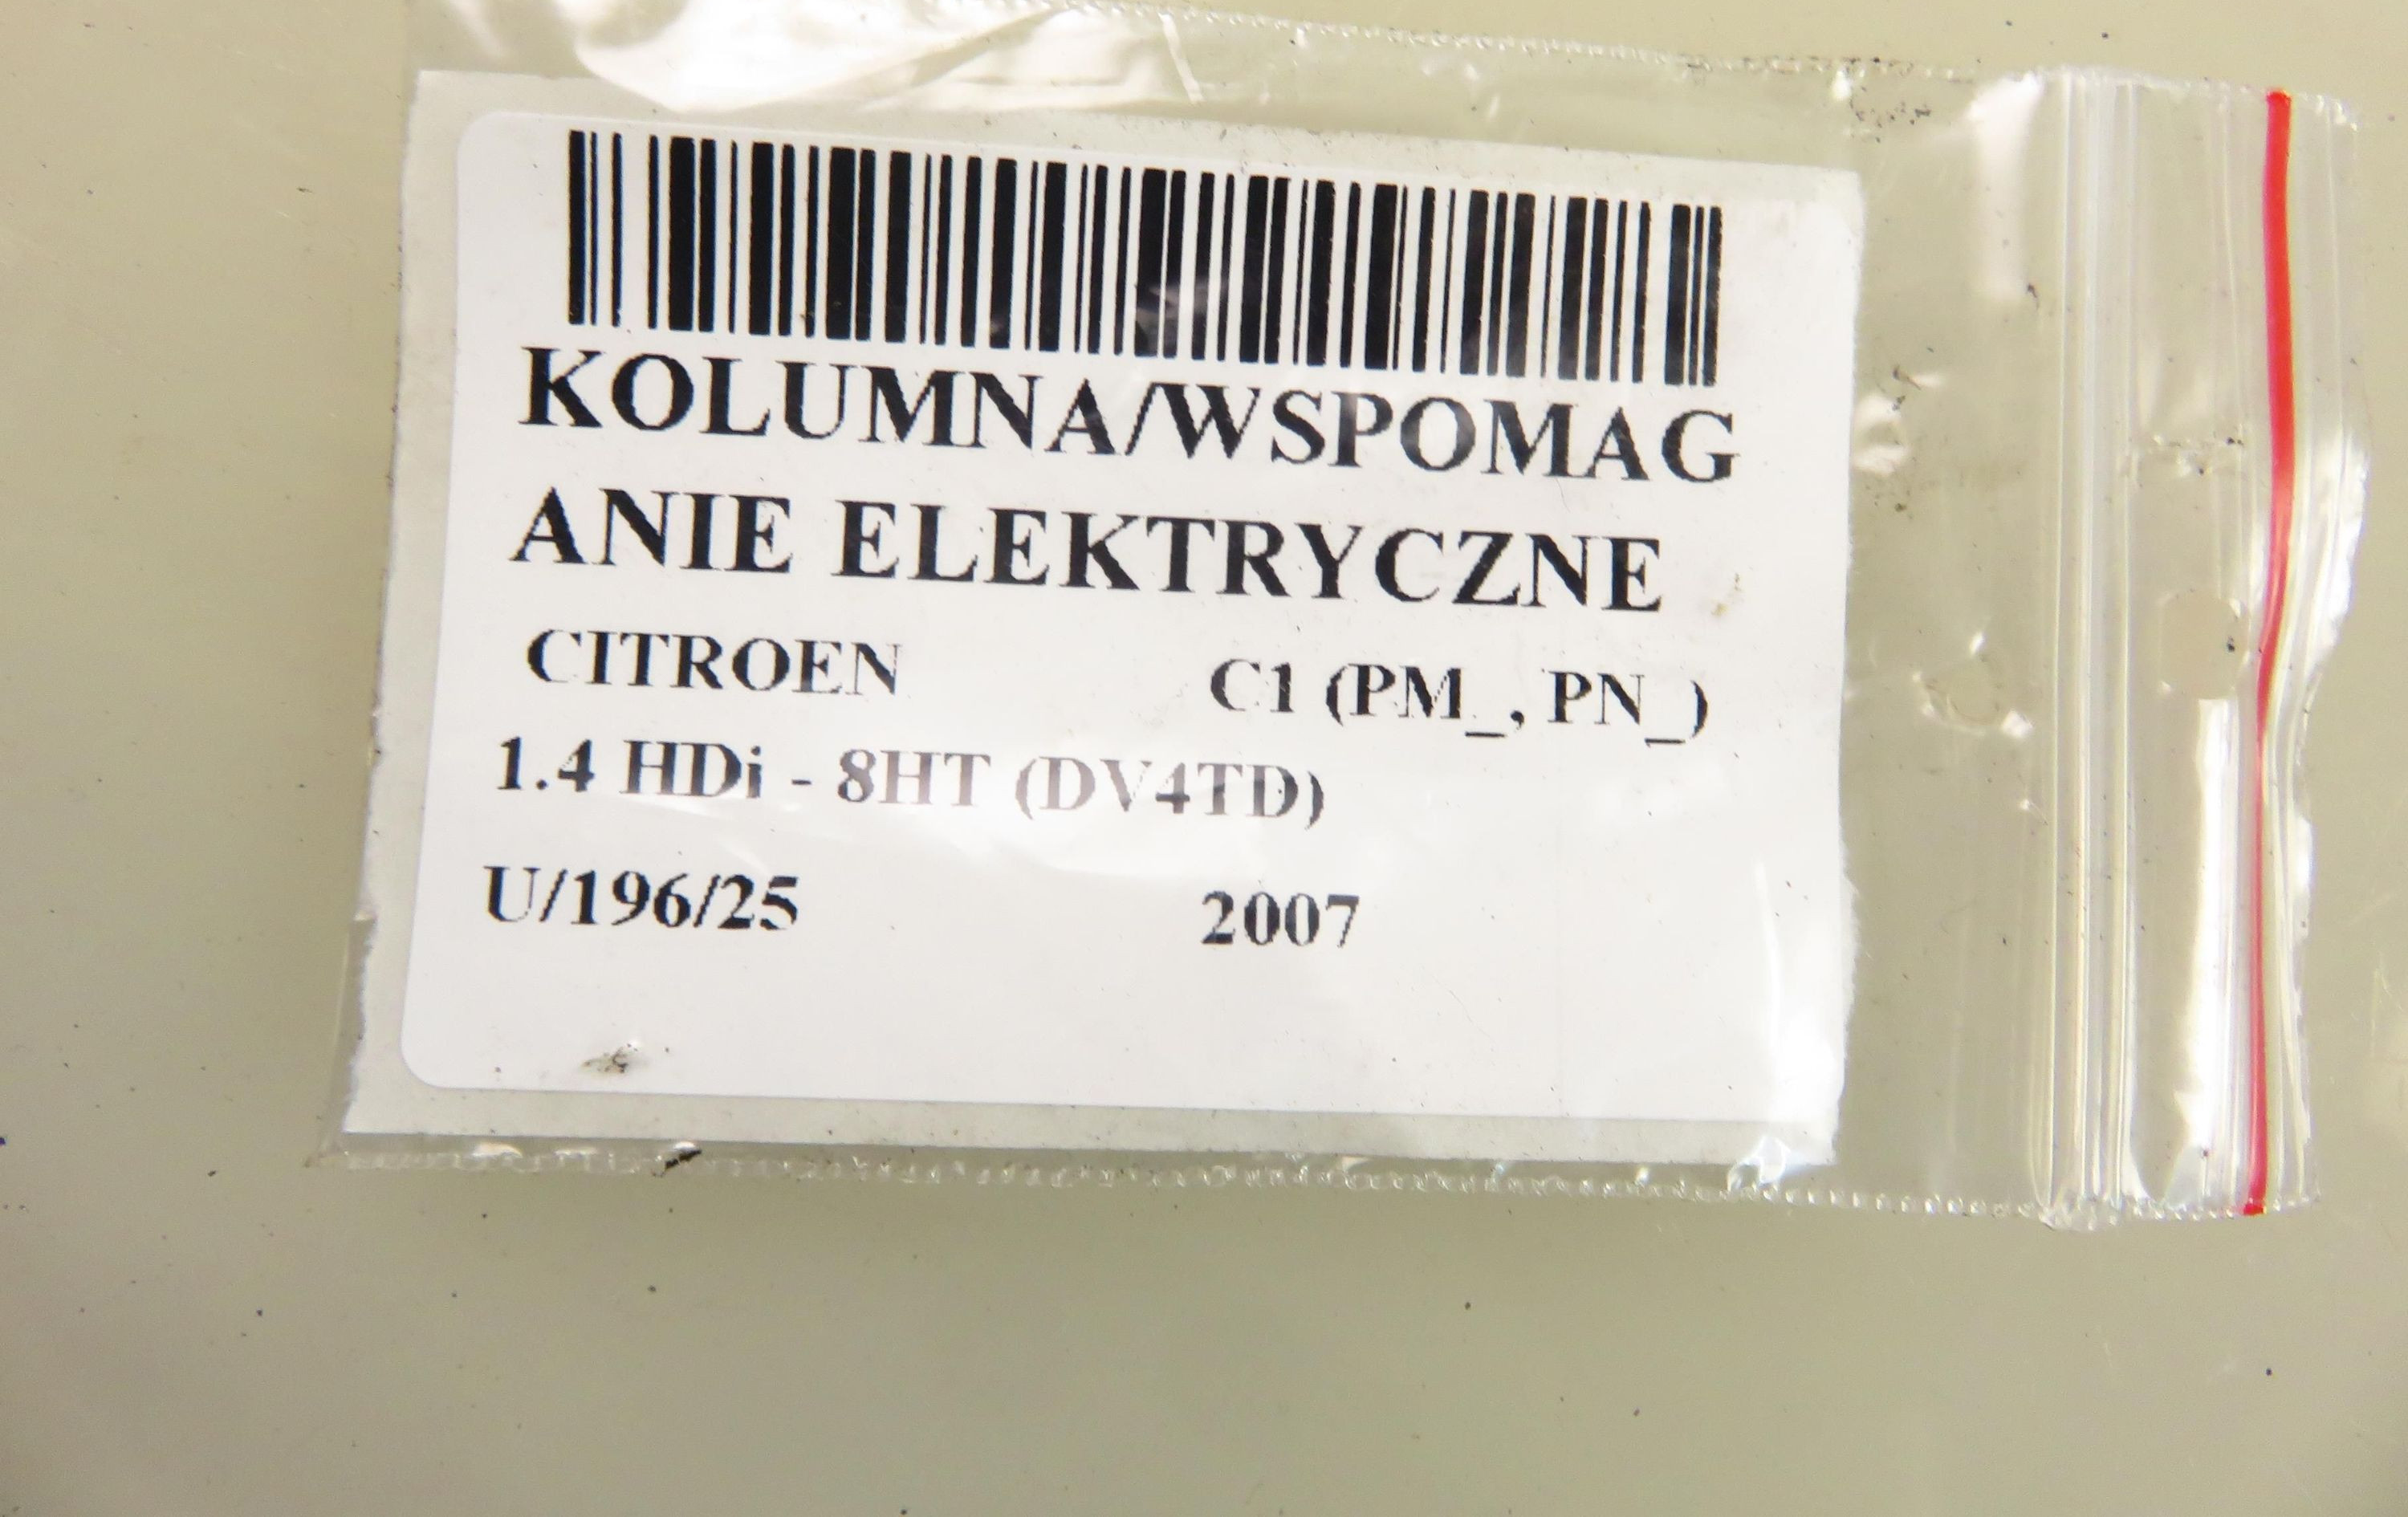 KOLUMNA/WSPOMAG
ANIE ELEKTRYCZNE
CITROEN C1 (PM_, PN_)
1.4 HDi - 8HT (DV4TD)
U/196/25 2007